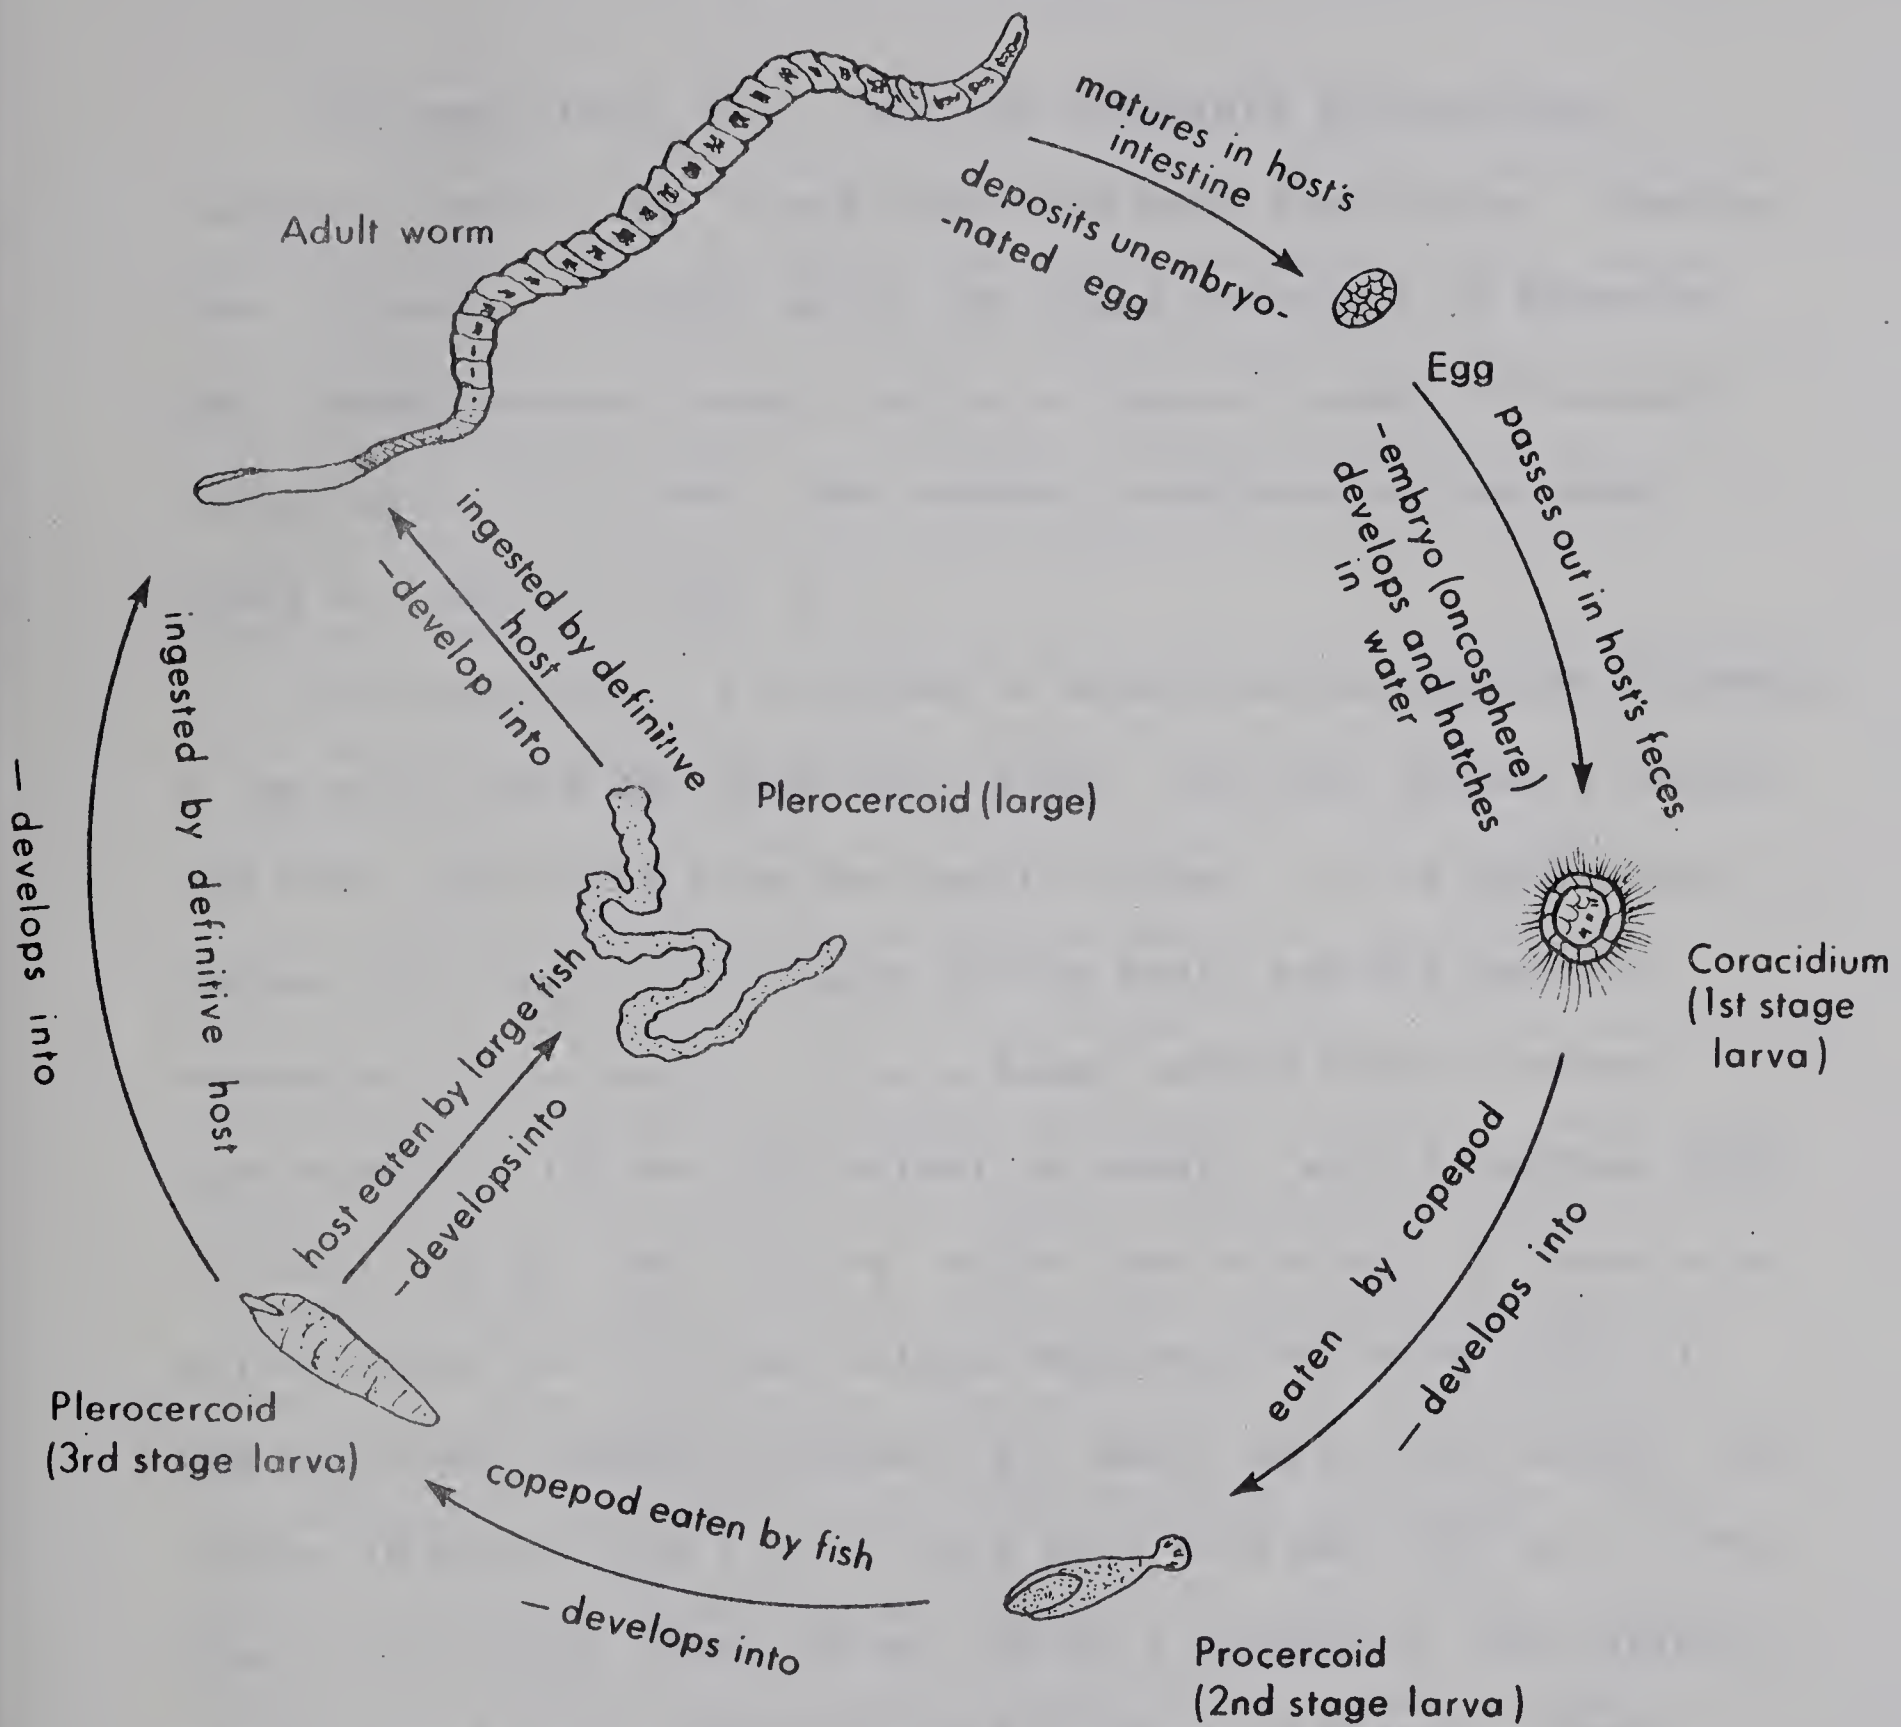 Adult worm
matures in host's
intestine
deposits unembryo-
-nated egg
Egg
passes out in host's feces
-embryo (oncosphere)
develops and hatches
in water
Coracidium
(1st stage
larva)
eaten by copepod
- develops into
Procercoid
(2nd stage larva)
copepod eaten by fish
- develops into
Plerocercoid
(3rd stage larva)
host eaten by large fish
-develops into
Plerocercoid (large)
ingested by definitive
host
-develop into
ingested by definitive host
- develops into